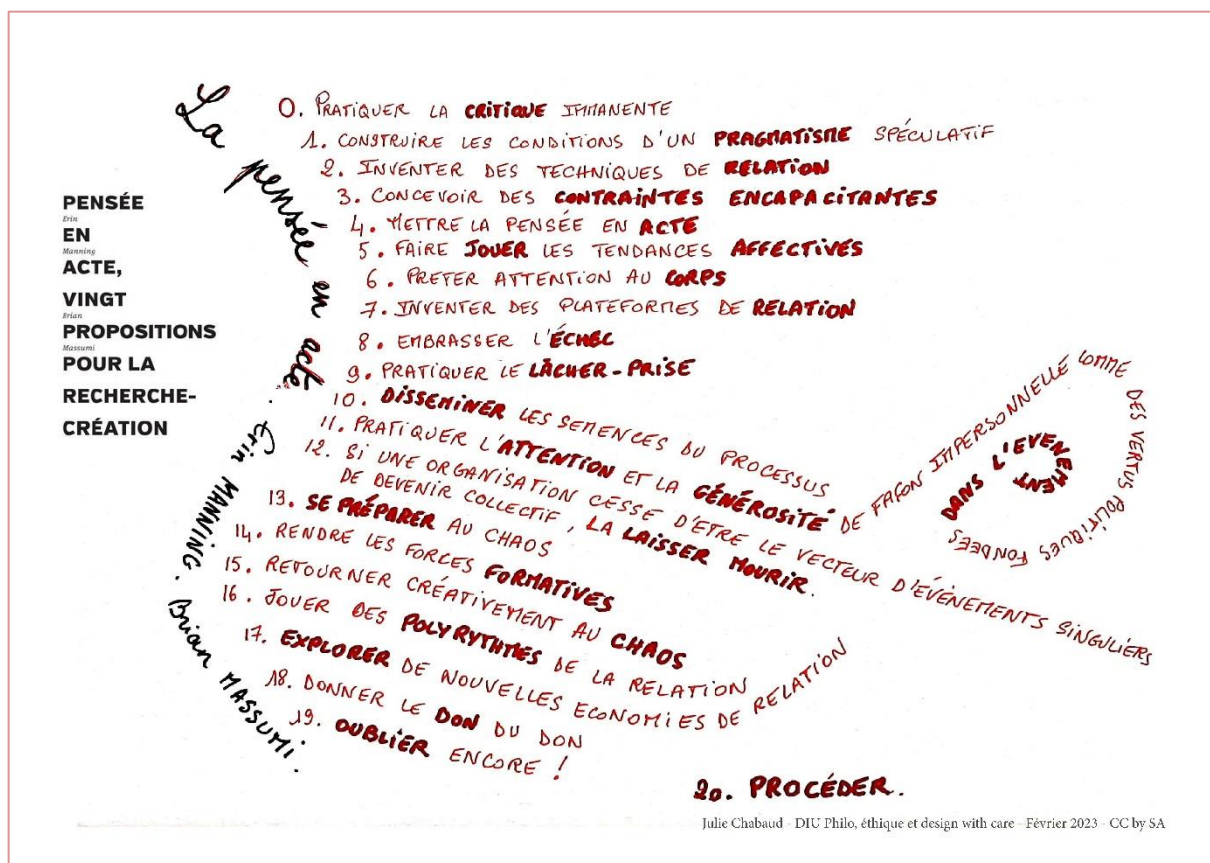 PENSÉE
Erin
EN
Manning
ACTE,
VINGT
Brian
PROPOSITIONS
Massumi
POUR LA
RECHERCHE-
CRÉATION
La pensée en acte. Erin MANNING. Brian MASSUMI.
0. PRATIQUER LA CRITIQUE IMMANENTE
1. CONSTRUIRE LES CONDITIONS D'UN PRAGMATISME SPÉCULATIF
2. INVENTER DES TECHNIQUES DE RELATION
3. CONCEVOIR DES CONTRAINTES ENCAPACITANTES
4. METTRE LA PENSÉE EN ACTE
5. FAIRE JOUER LES TENDANCES AFFECTIVES
6. PRETER ATTENTION AU CORPS
7. INVENTER DES PLATEFORMES DE RELATION
8. EMBRASSER L'ÉCHEC
9. PRATIQUER LE LÂCHER-PRISE
10. DISSEMINER LES SEMENCES DU PROCESSUS
11. PRATIQUER L'ATTENTION ET LA GÉNÉROSITÉ DE FAÇON IMPERSONNELLE COMME DES VERTUS POLITIQUES FONDEES DANS L'EVENEMENT
12. SI UNE ORGANISATION CESSE D'ETRE LE VECTEUR D'ÉVÉNEMENTS SINGULIERS
DE DEVENIR COLLECTIF, LA LAISSER MOURIR.
13. SE PRÉPARER AU CHAOS
14. RENDRE LES FORCES FORMATIVES
15. RETOURNER CRÉATIVEMENT AU CHAOS
16. JOUER DES POLYRYTHMES DE LA RELATION
17. EXPLORER DE NOUVELLES ECONOMIES DE RELATION
18. DONNER LE DON DU DON
19. OUBLIER ENCORE !
20. PROCÉDER.
Julie Chabaud - DIU Philo, éthique et design with care - Février 2023 - CC by SA